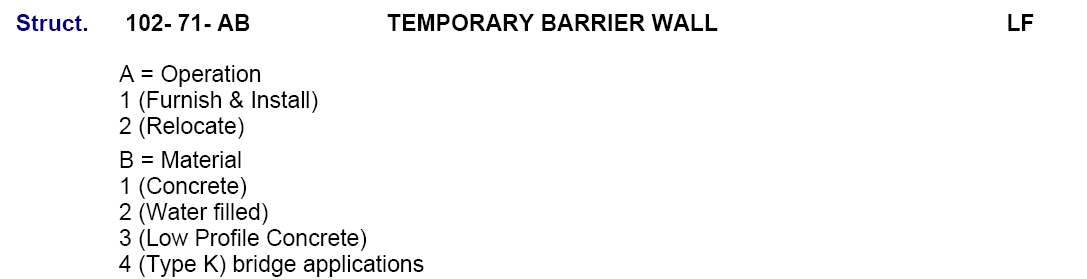 Struct. 102- 71- AB TEMPORARY BARRIER WALL LF
A = Operation
1 (Furnish & Install)
2 (Relocate)
B = Material
1 (Concrete)
2 (Water filled)
3 (Low Profile Concrete)
4 (Type K) bridge applications